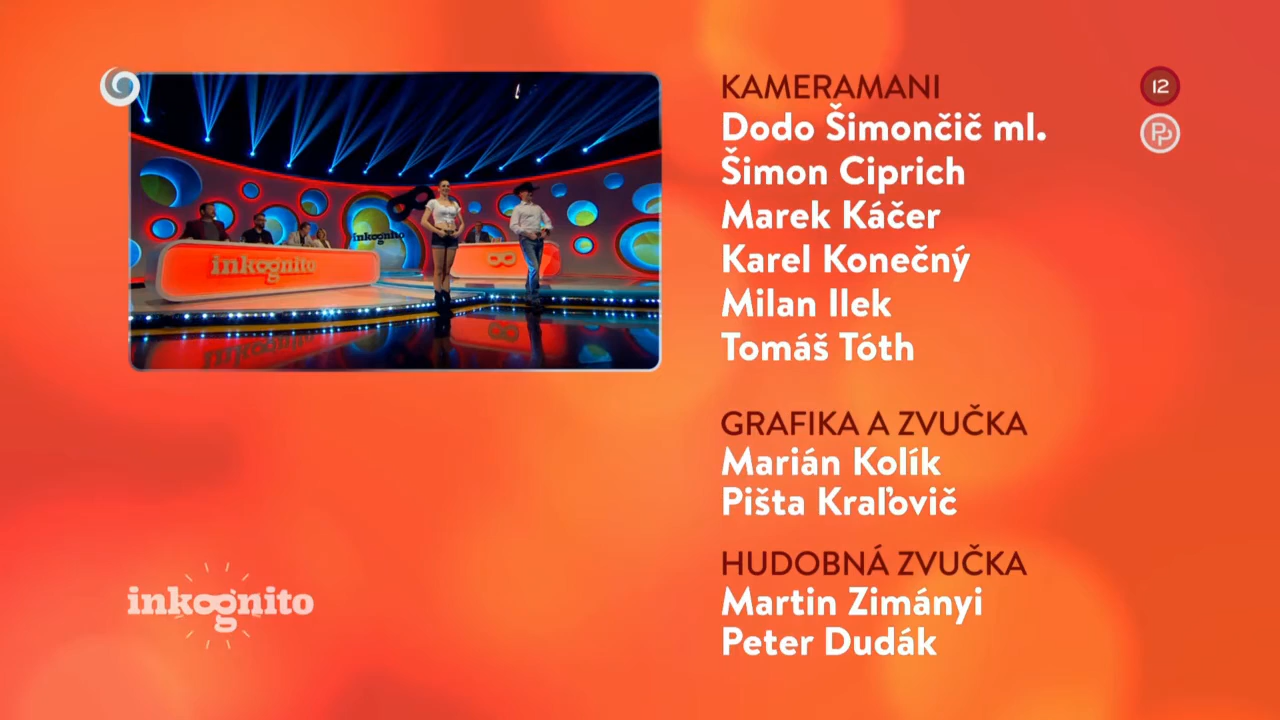 inkognito
inkognito
KAMERAMANI
Dodo Šimončič ml.
Šimon Ciprich
Marek Káčer
Karel Konečný
Milan Ilek
Tomáš Tóth
GRAFIKA A ZVUČKA
Marián Kolík
Pišta Kraľovič
HUDOBNÁ ZVUČKA
Martin Zimányi
Peter Dudák
12
PP
inkognito